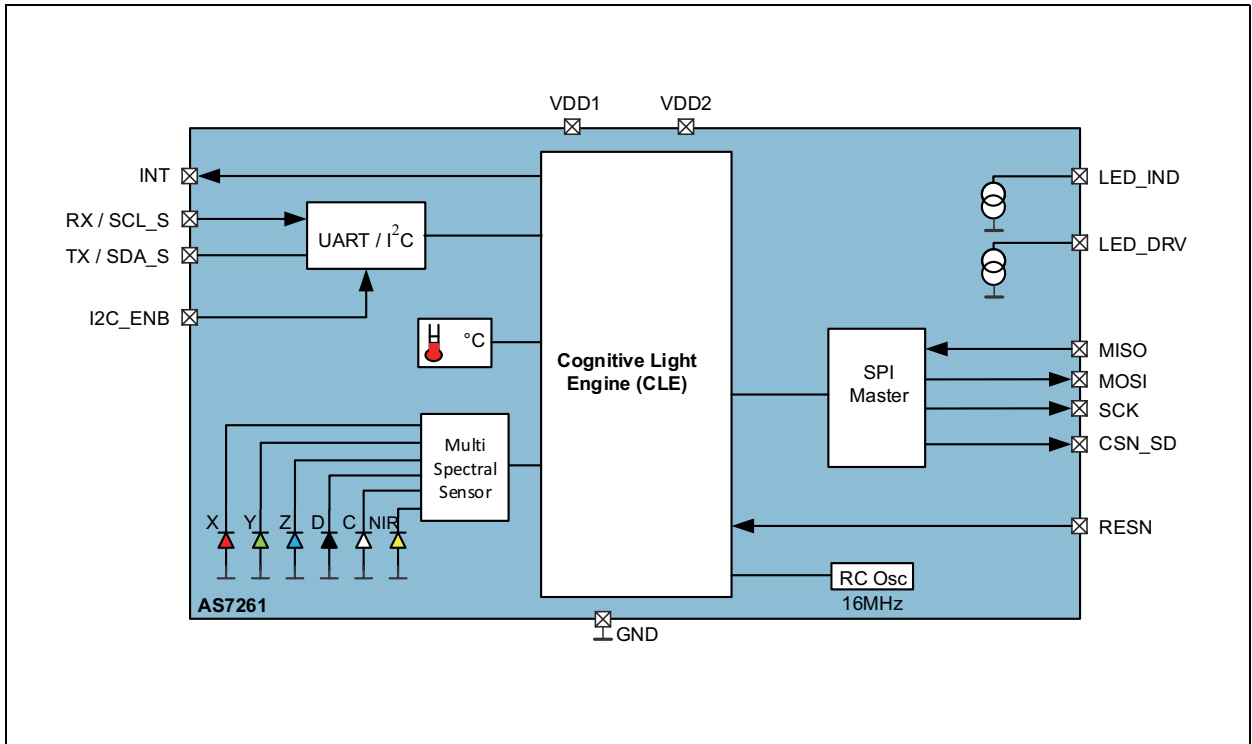 VDD1
VDD2
INT
RX / SCL_S
TX / SDA_S
I2C_ENB
UART / I²C
°C
Cognitive Light
Engine (CLE)
Multi
Spectral
Sensor
X Y Z D C NIR
AS7261
LED_IND
LED_DRV
SPI
Master
MISO
MOSI
SCK
CSN_SD
RESN
RC Osc
16MHz
GND